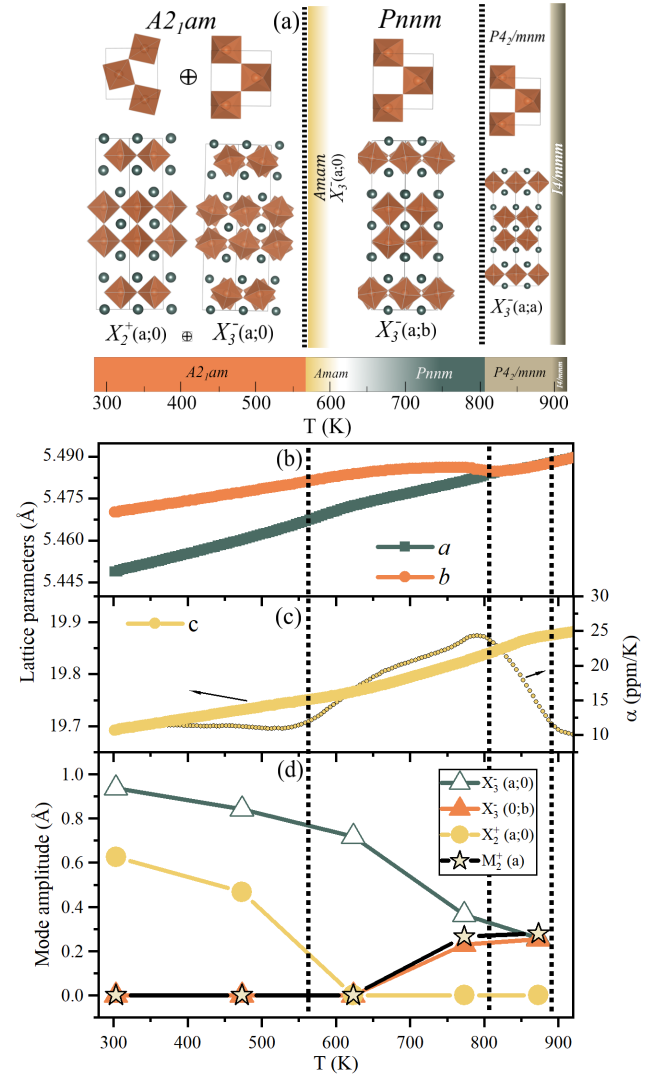 A2₁am
(a)
Pnnm
P4₂/mnm
⊕
Amam
X₃⁻(a;0)
I4/mmm
X₂⁺(a;0) ⊕ X₃⁻(a;0)
X₃⁻(a;b)
X₃⁻(a;a)
A2₁am Amam Pnnm P4₂/mnm I4/mmm
300 400 500 600 700 800 900
T (K)
(b)
5.490
5.475
5.460
5.445
a
b
Lattice parameters (Å)
(c)
c
19.9
19.8
19.7
30
25
20
15
10
α (ppm/K)
(d)
1.0
0.8
0.6
0.4
0.2
0.0
Mode amplitude (Å)
X₃⁻ (a;0)
X₃⁻ (0;b)
X₂⁺ (a;0)
M₂⁺ (a)
300 400 500 600 700 800 900
T (K)